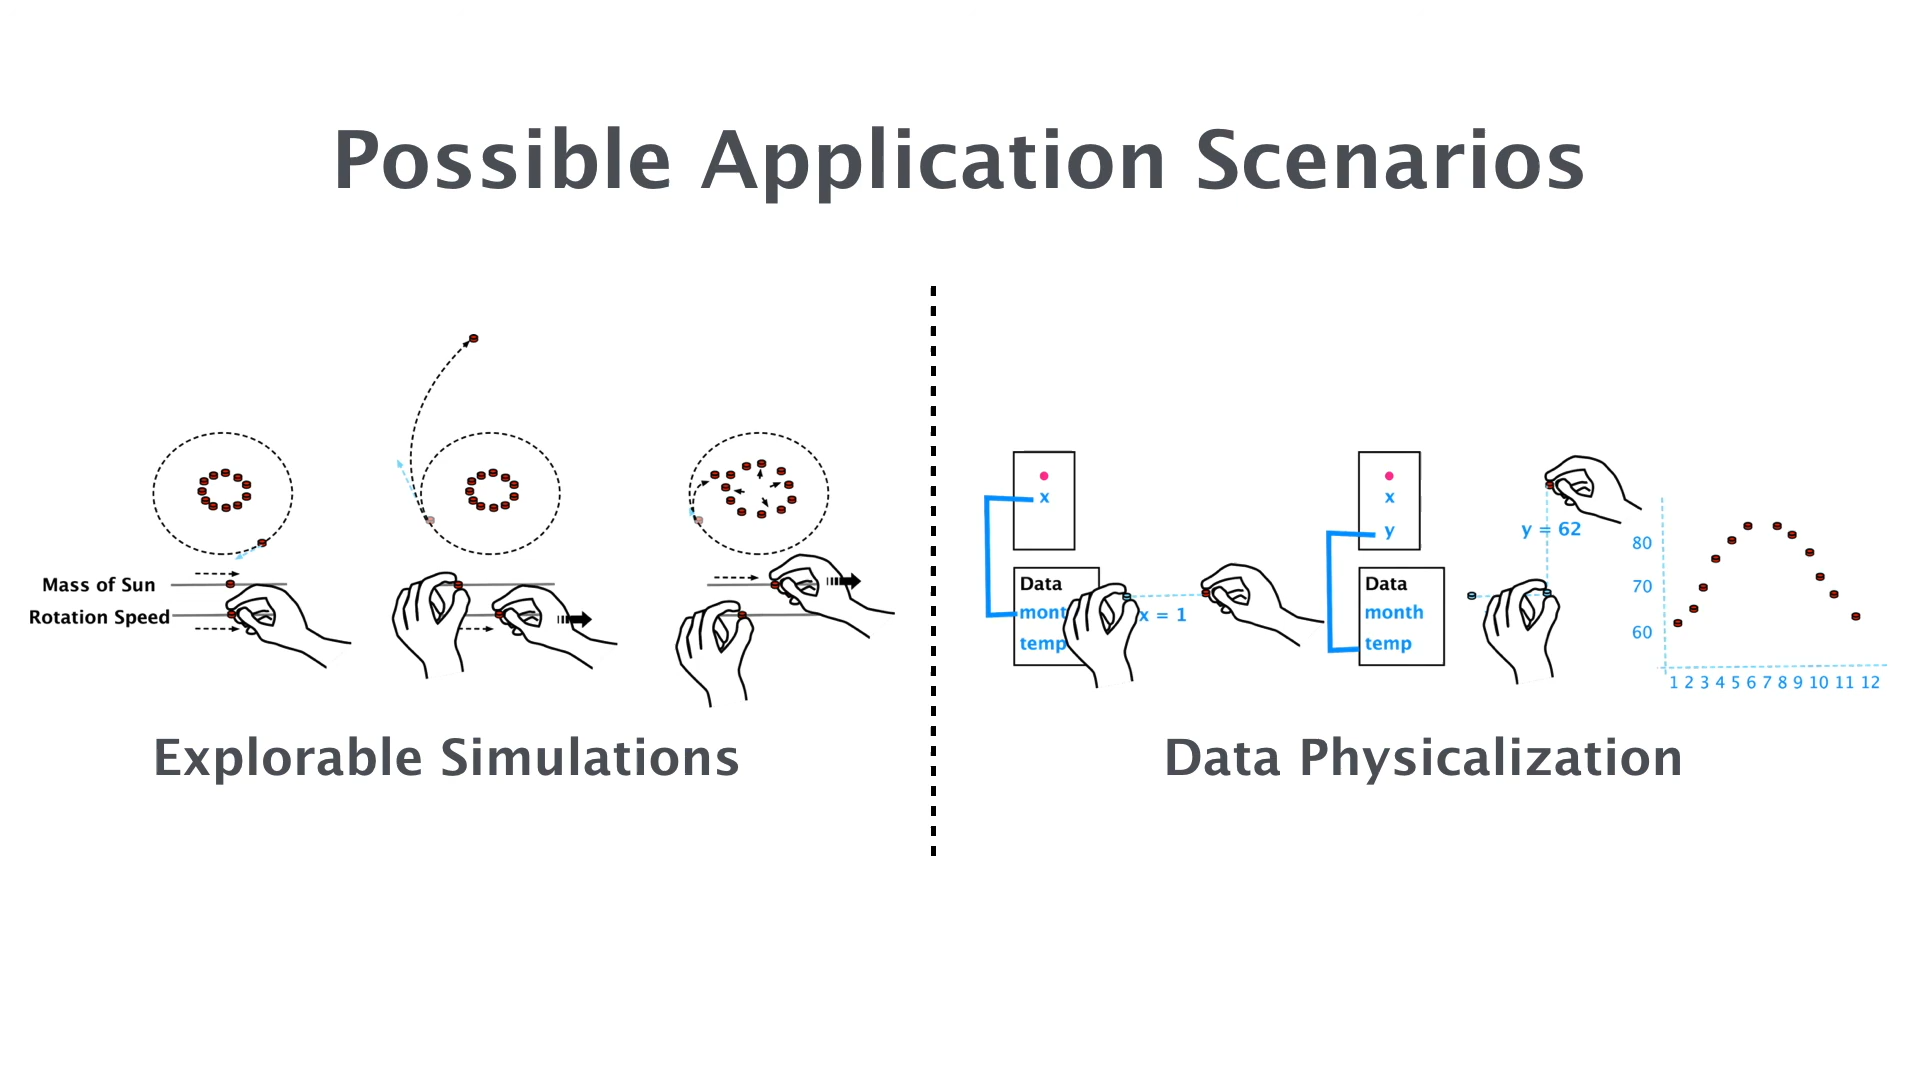 Possible Application Scenarios
Mass of Sun
Rotation Speed
Explorable Simulations
x
Data
mont
temp
x = 1
x
y
Data
month
temp
y = 62
80
70
60
1 2 3 4 5 6 7 8 9 10 11 12
Data Physicalization